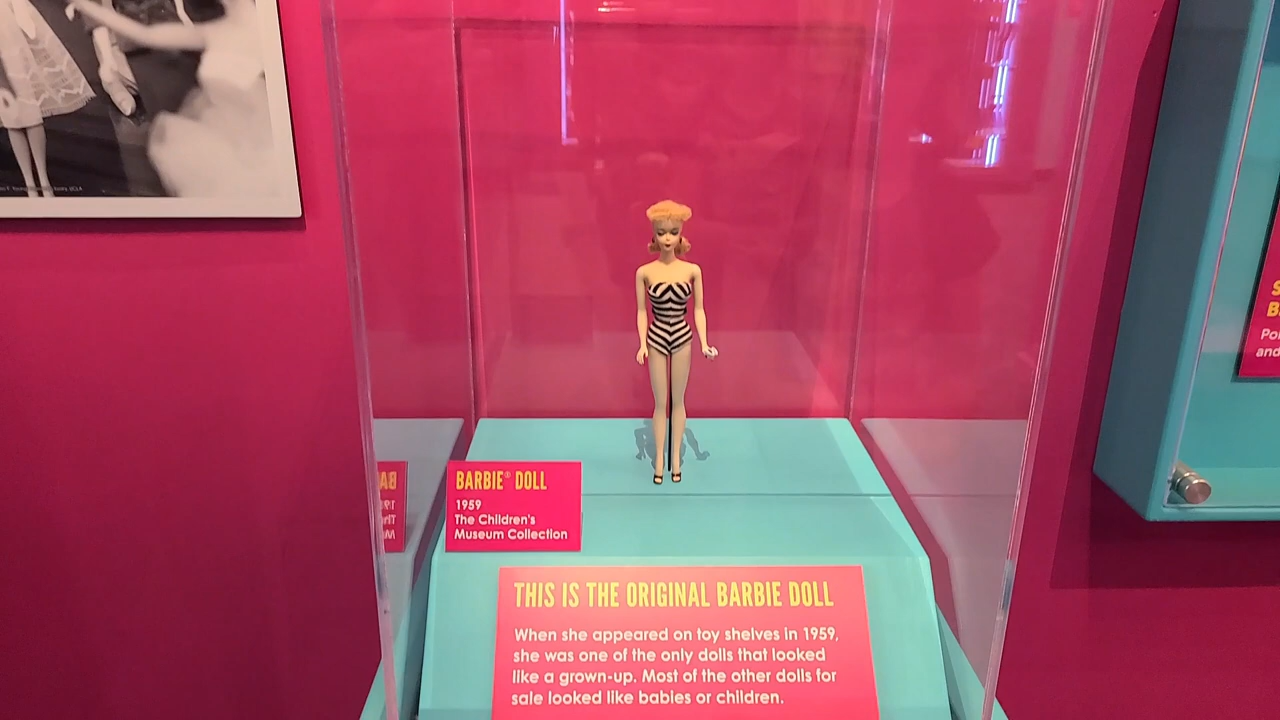 BARBIE® DOLL
1959
The Children's
Museum Collection
THIS IS THE ORIGINAL BARBIE DOLL
When she appeared on toy shelves in 1959,
she was one of the only dolls that looked
like a grown-up. Most of the other dolls for
sale looked like babies or children.
and